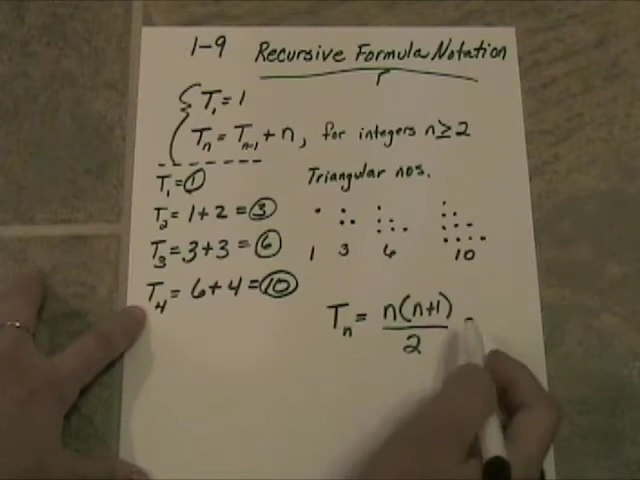 1-9 Recursive Formula Notation
T₁ = 1
Tₙ = Tₙ₋₁ + n, for integers n ≥ 2
T₁ = 1
Triangular nos.
T₂ = 1 + 2 = 3
T₃ = 3 + 3 = 6
1 3 6 10
T₄ = 6 + 4 = 10
Tₙ = n(n+1)
2